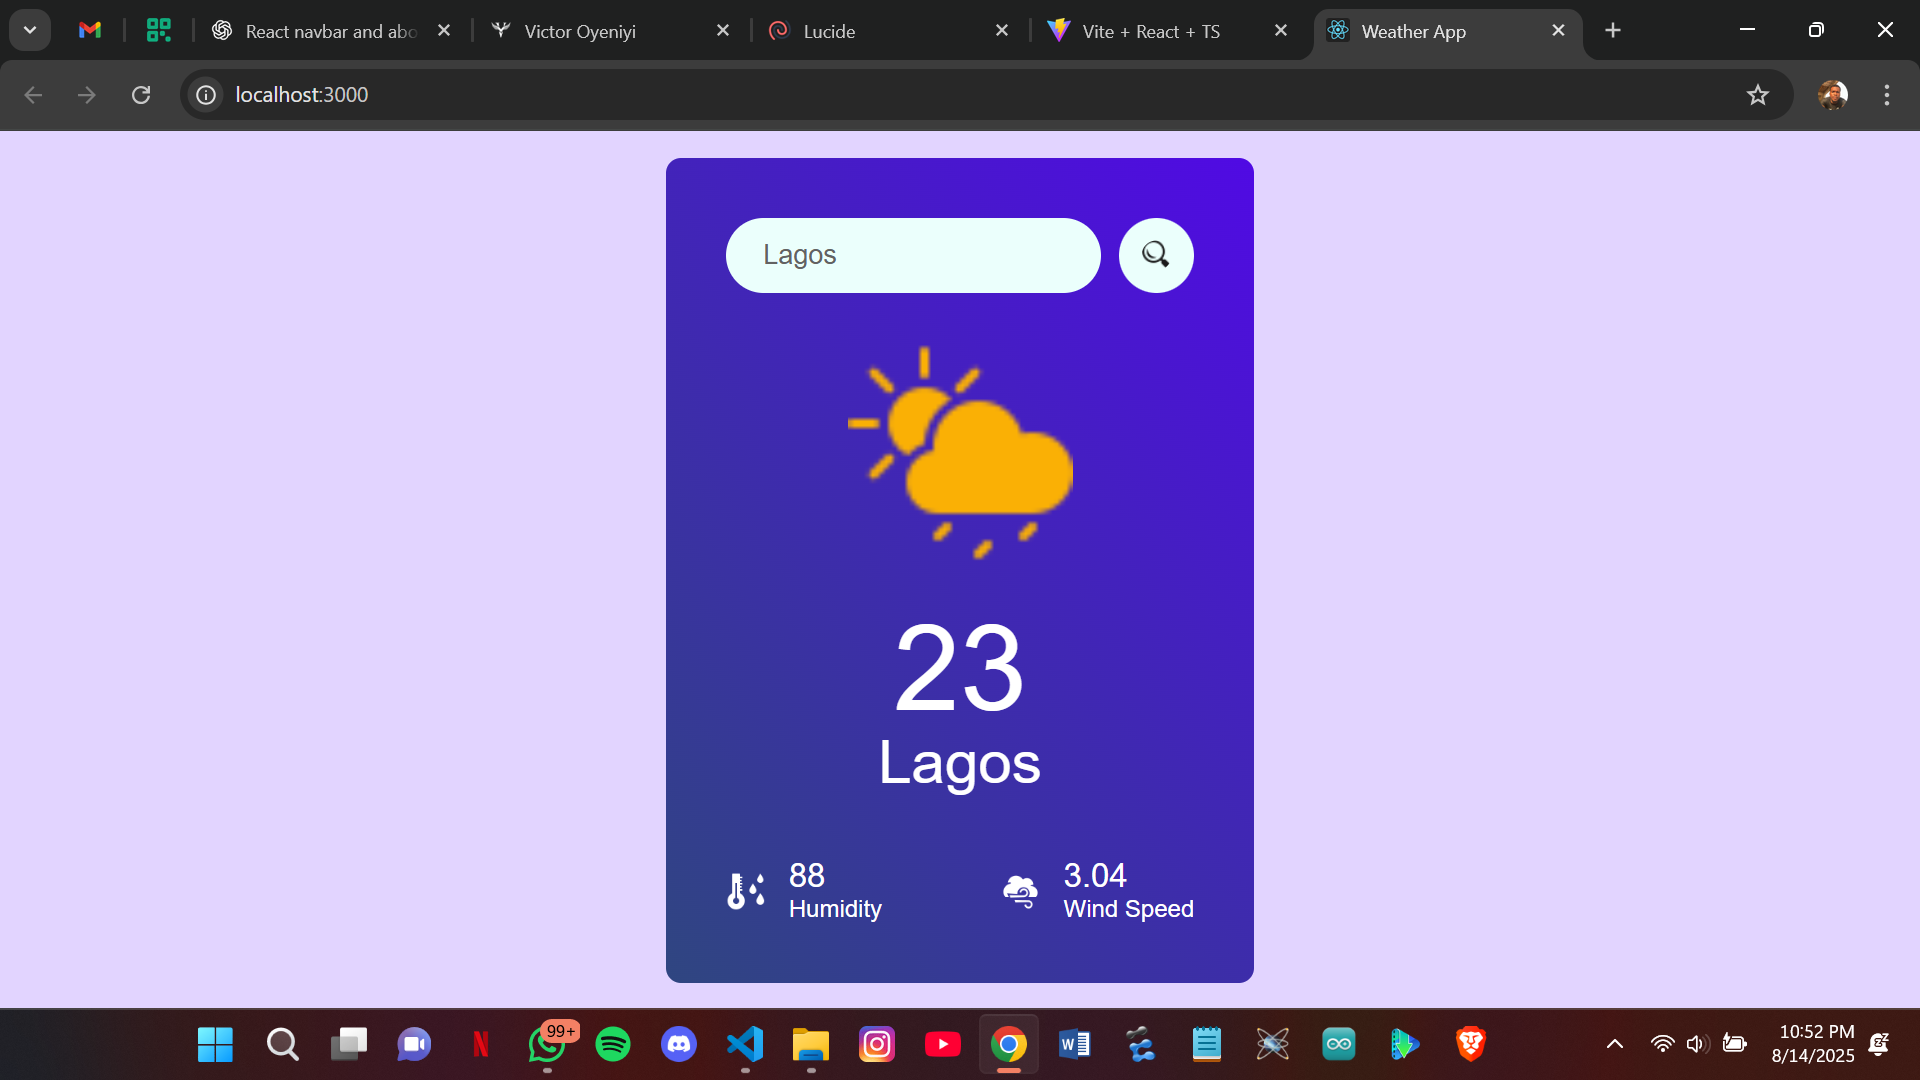 React navbar and abo
Victor Oyeniyi
Lucide
Vite + React + TS
Weather App
localhost:3000
Lagos
23
Lagos
88
Humidity
3.04
Wind Speed
99+
10:52 PM
8/14/2025